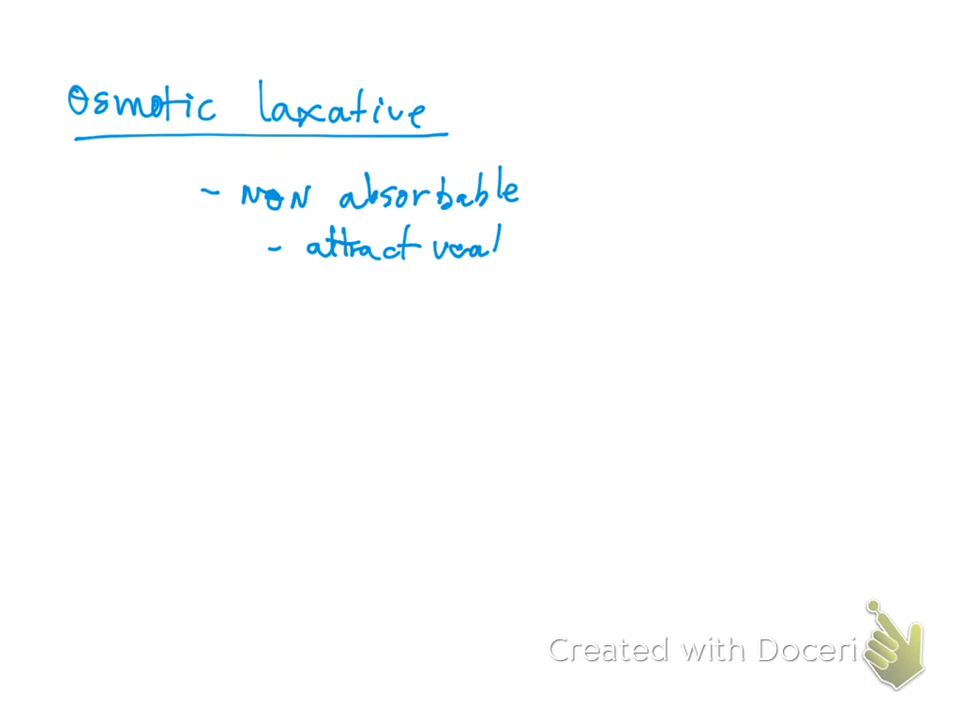 Osmotic laxative
- NON absorbable
- attract
Created with Doceri